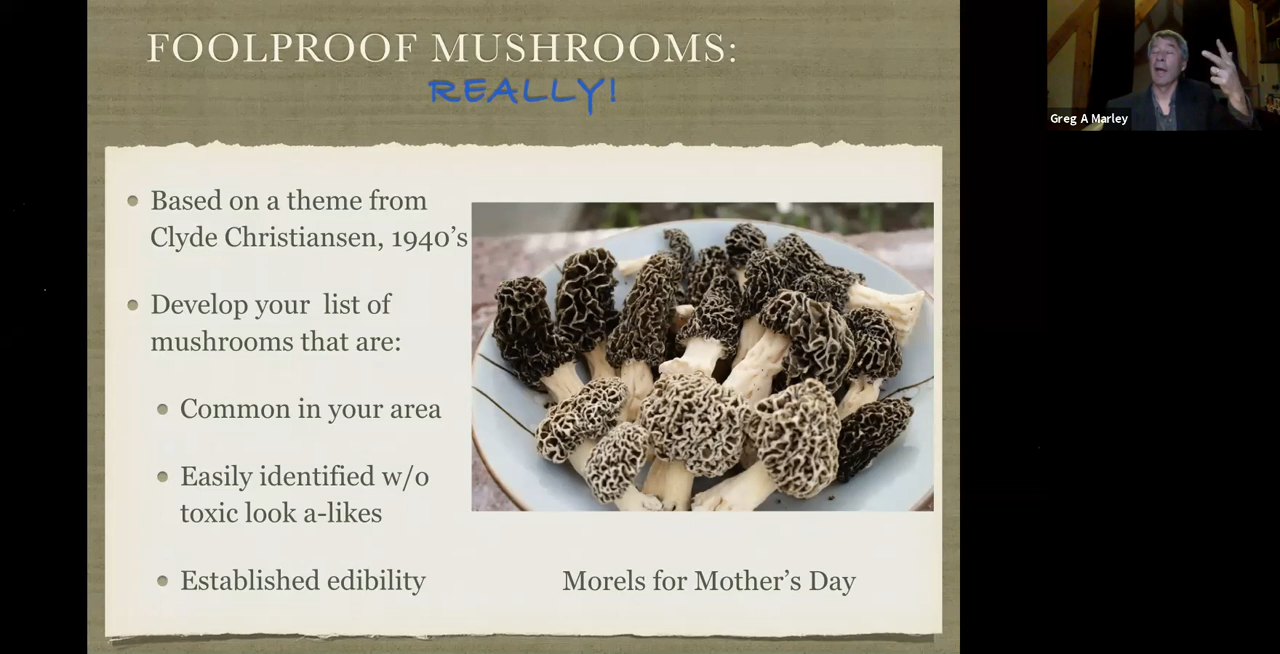 FOOLPROOF MUSHROOMS:
REALLY!
Based on a theme from
Clyde Christiansen, 1940's
Develop your list of
mushrooms that are:
Common in your area
Easily identified w/o
toxic look a-likes
Established edibility
Morels for Mother's Day
Greg A Marley